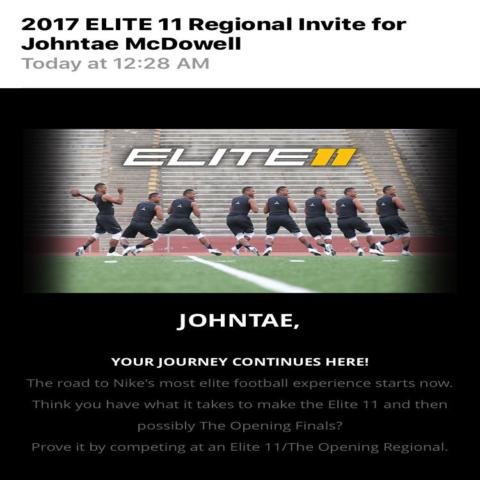 2017 ELITE 11 Regional Invite for
Johntae McDowell
Today at 12:28 AM
ELITE11
JOHNTAE,
YOUR JOURNEY CONTINUES HERE!
The road to Nike's most elite football experience starts now.
Think you have what it takes to make the Elite 11 and then
possibly The Opening Finals?
Prove it by competing at an Elite 11/The Opening Regional.